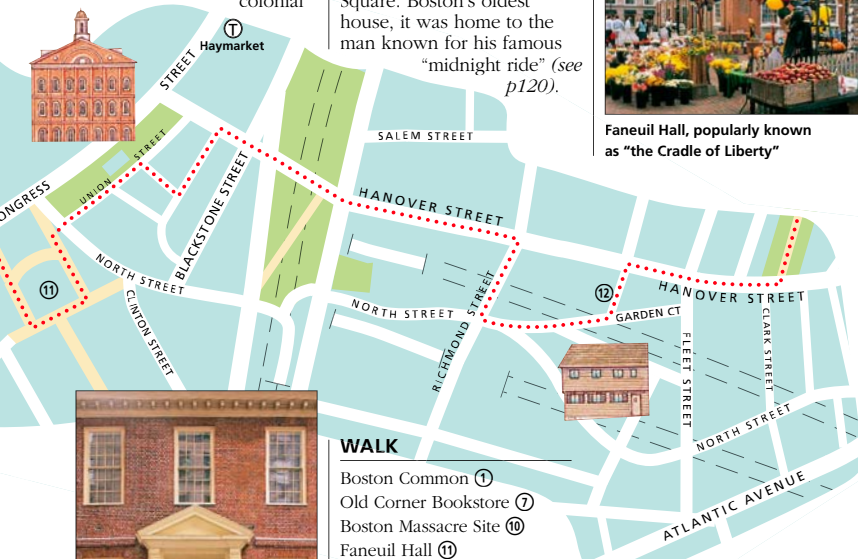 colonial
Square. Boston's oldest
house, it was home to the
man known for his famous
“midnight ride” (see
p120).
Faneuil Hall, popularly known
as “the Cradle of Liberty”
T
Haymarket
STREET
SALEM STREET
UNION STREET
BLACKSTONE STREET
HANOVER STREET
ONGRESS
11
NORTH STREET
CLINTON STREET
NORTH STREET
RICHMOND STREET
12
HANOVER STREET
GARDEN CT
FLEET STREET
CLARK STREET
NORTH STREET
ATLANTIC AVENUE
WALK
Boston Common 1
Old Corner Bookstore 7
Boston Massacre Site 10
Faneuil Hall 11